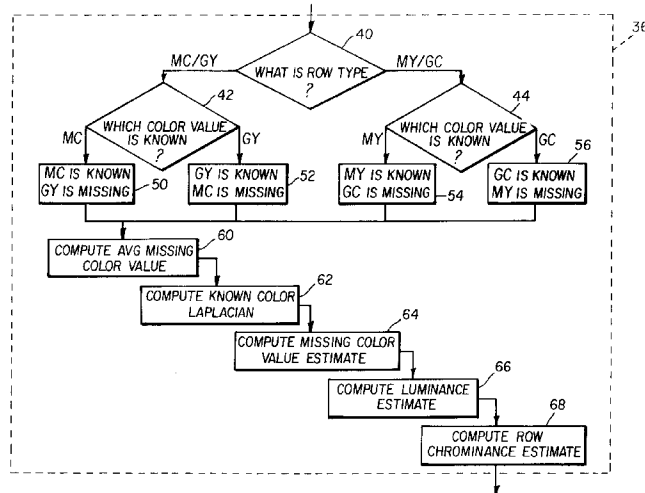 36
40
MC/GY
WHAT IS ROW TYPE
?
MY/GC
42
WHICH COLOR VALUE
IS KNOWN
?
MC
GY
44
WHICH COLOR VALUE
IS KNOWN
?
MY
GC
MC IS KNOWN
GY IS MISSING
50
GY IS KNOWN
MC IS MISSING
52
MY IS KNOWN
GC IS MISSING
54
56
GC IS KNOWN
MY IS MISSING
60
COMPUTE AVG MISSING
COLOR VALUE
62
COMPUTE KNOWN COLOR
LAPLACIAN
64
COMPUTE MISSING COLOR
VALUE ESTIMATE
66
COMPUTE LUMINANCE
ESTIMATE
68
COMPUTE ROW
CHROMINANCE ESTIMATE